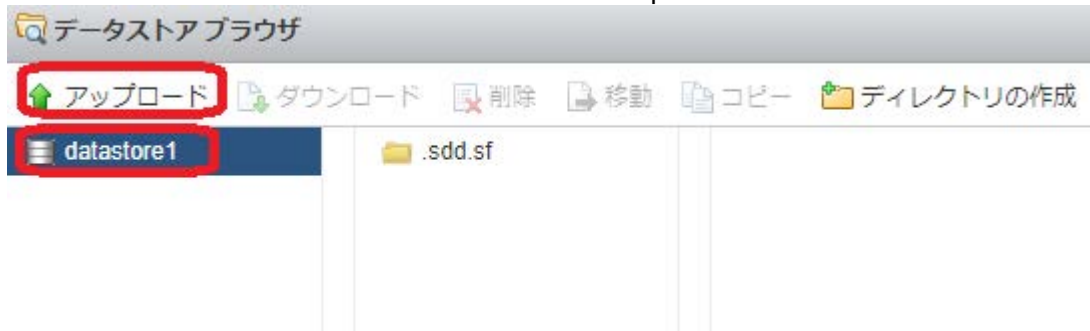 データストア ブラウザ
アップロード ダウンロード 削除 移動 コピー ディレクトリの作成
datastore1 .sdd.sf